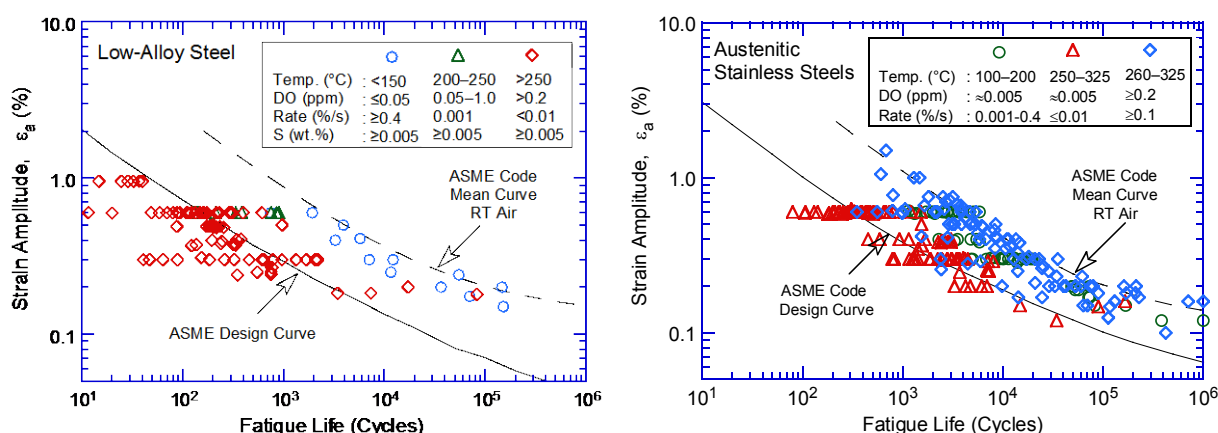 10.0
1.0
0.1
Strain Amplitude, εa (%)
Low-Alloy Steel
Temp. (°C) : <150 200–250 >250
DO (ppm) : ≤0.05 0.05–1.0 >0.2
Rate (%/s) : ≥0.4 0.001 <0.01
S (wt.%) : ≥0.005 ≥0.005 ≥0.005
ASME Code
Mean Curve
RT Air
ASME Design Curve
10¹ 10² 10³ 10⁴ 10⁵ 10⁶
Fatigue Life (Cycles)
10.0
1.0
0.1
Strain Amplitude, εa (%)
Austenitic
Stainless Steels
Temp. (°C) : 100–200 250–325 260–325
DO (ppm) : ≈0.005 ≈0.005 ≥0.2
Rate (%/s) : 0.001-0.4 ≤0.01 ≥0.1
ASME Code
Mean Curve
RT Air
ASME Code
Design Curve
10¹ 10² 10³ 10⁴ 10⁵ 10⁶
Fatigue Life (Cycles)